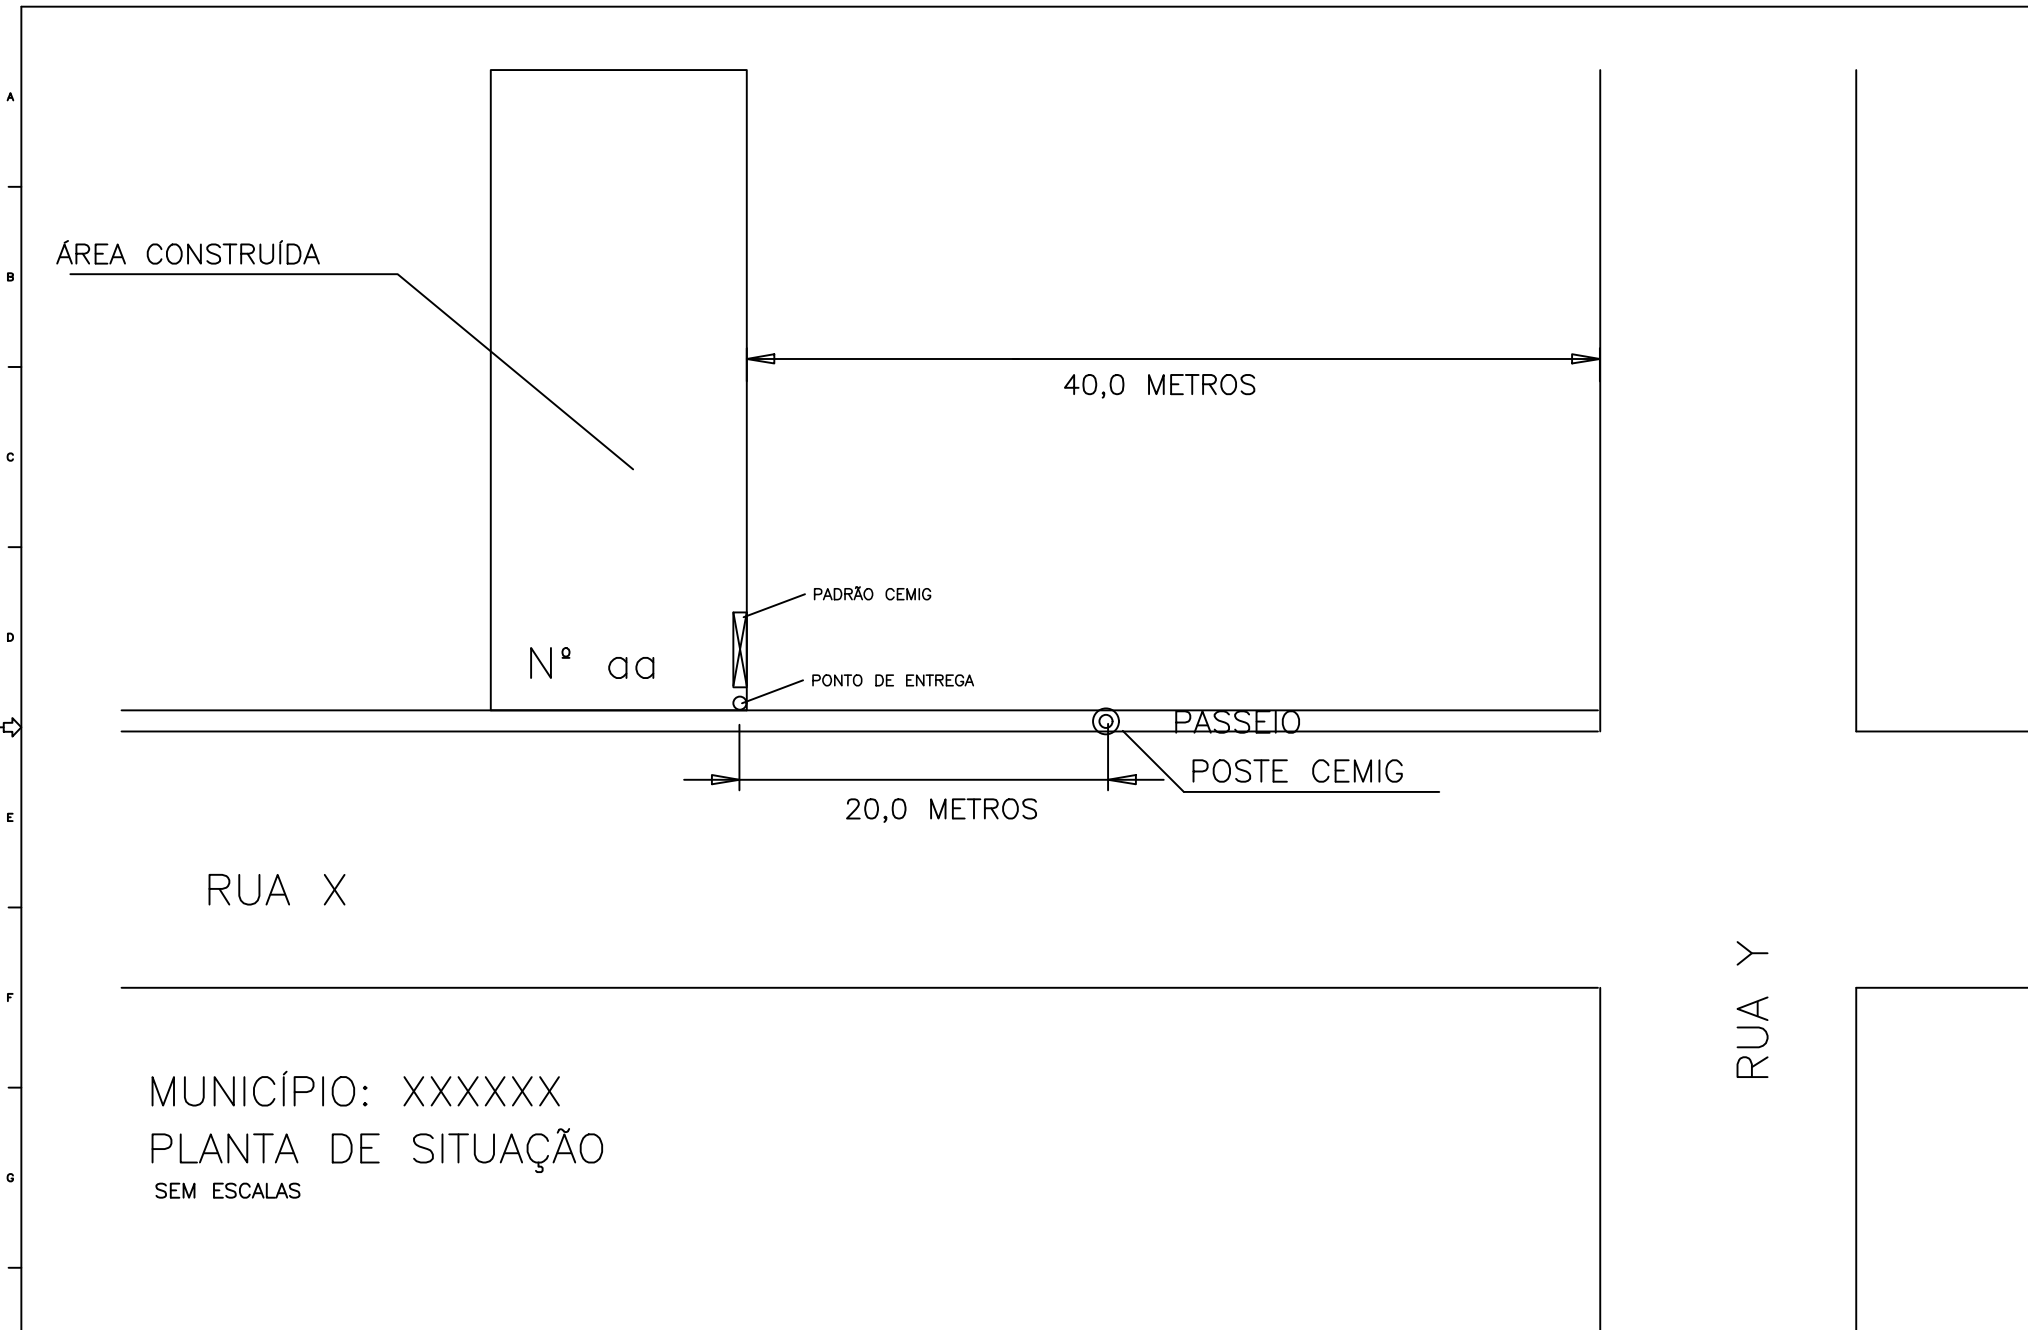 A
B
C
D
E
F
G
ÁREA CONSTRUÍDA
40,0 METROS
PADRÃO CEMIG
Nº aa
PONTO DE ENTREGA
PASSEIO
POSTE CEMIG
20,0 METROS
RUA X
RUA Y
MUNICÍPIO: XXXXXX
PLANTA DE SITUAÇÃO
SEM ESCALAS